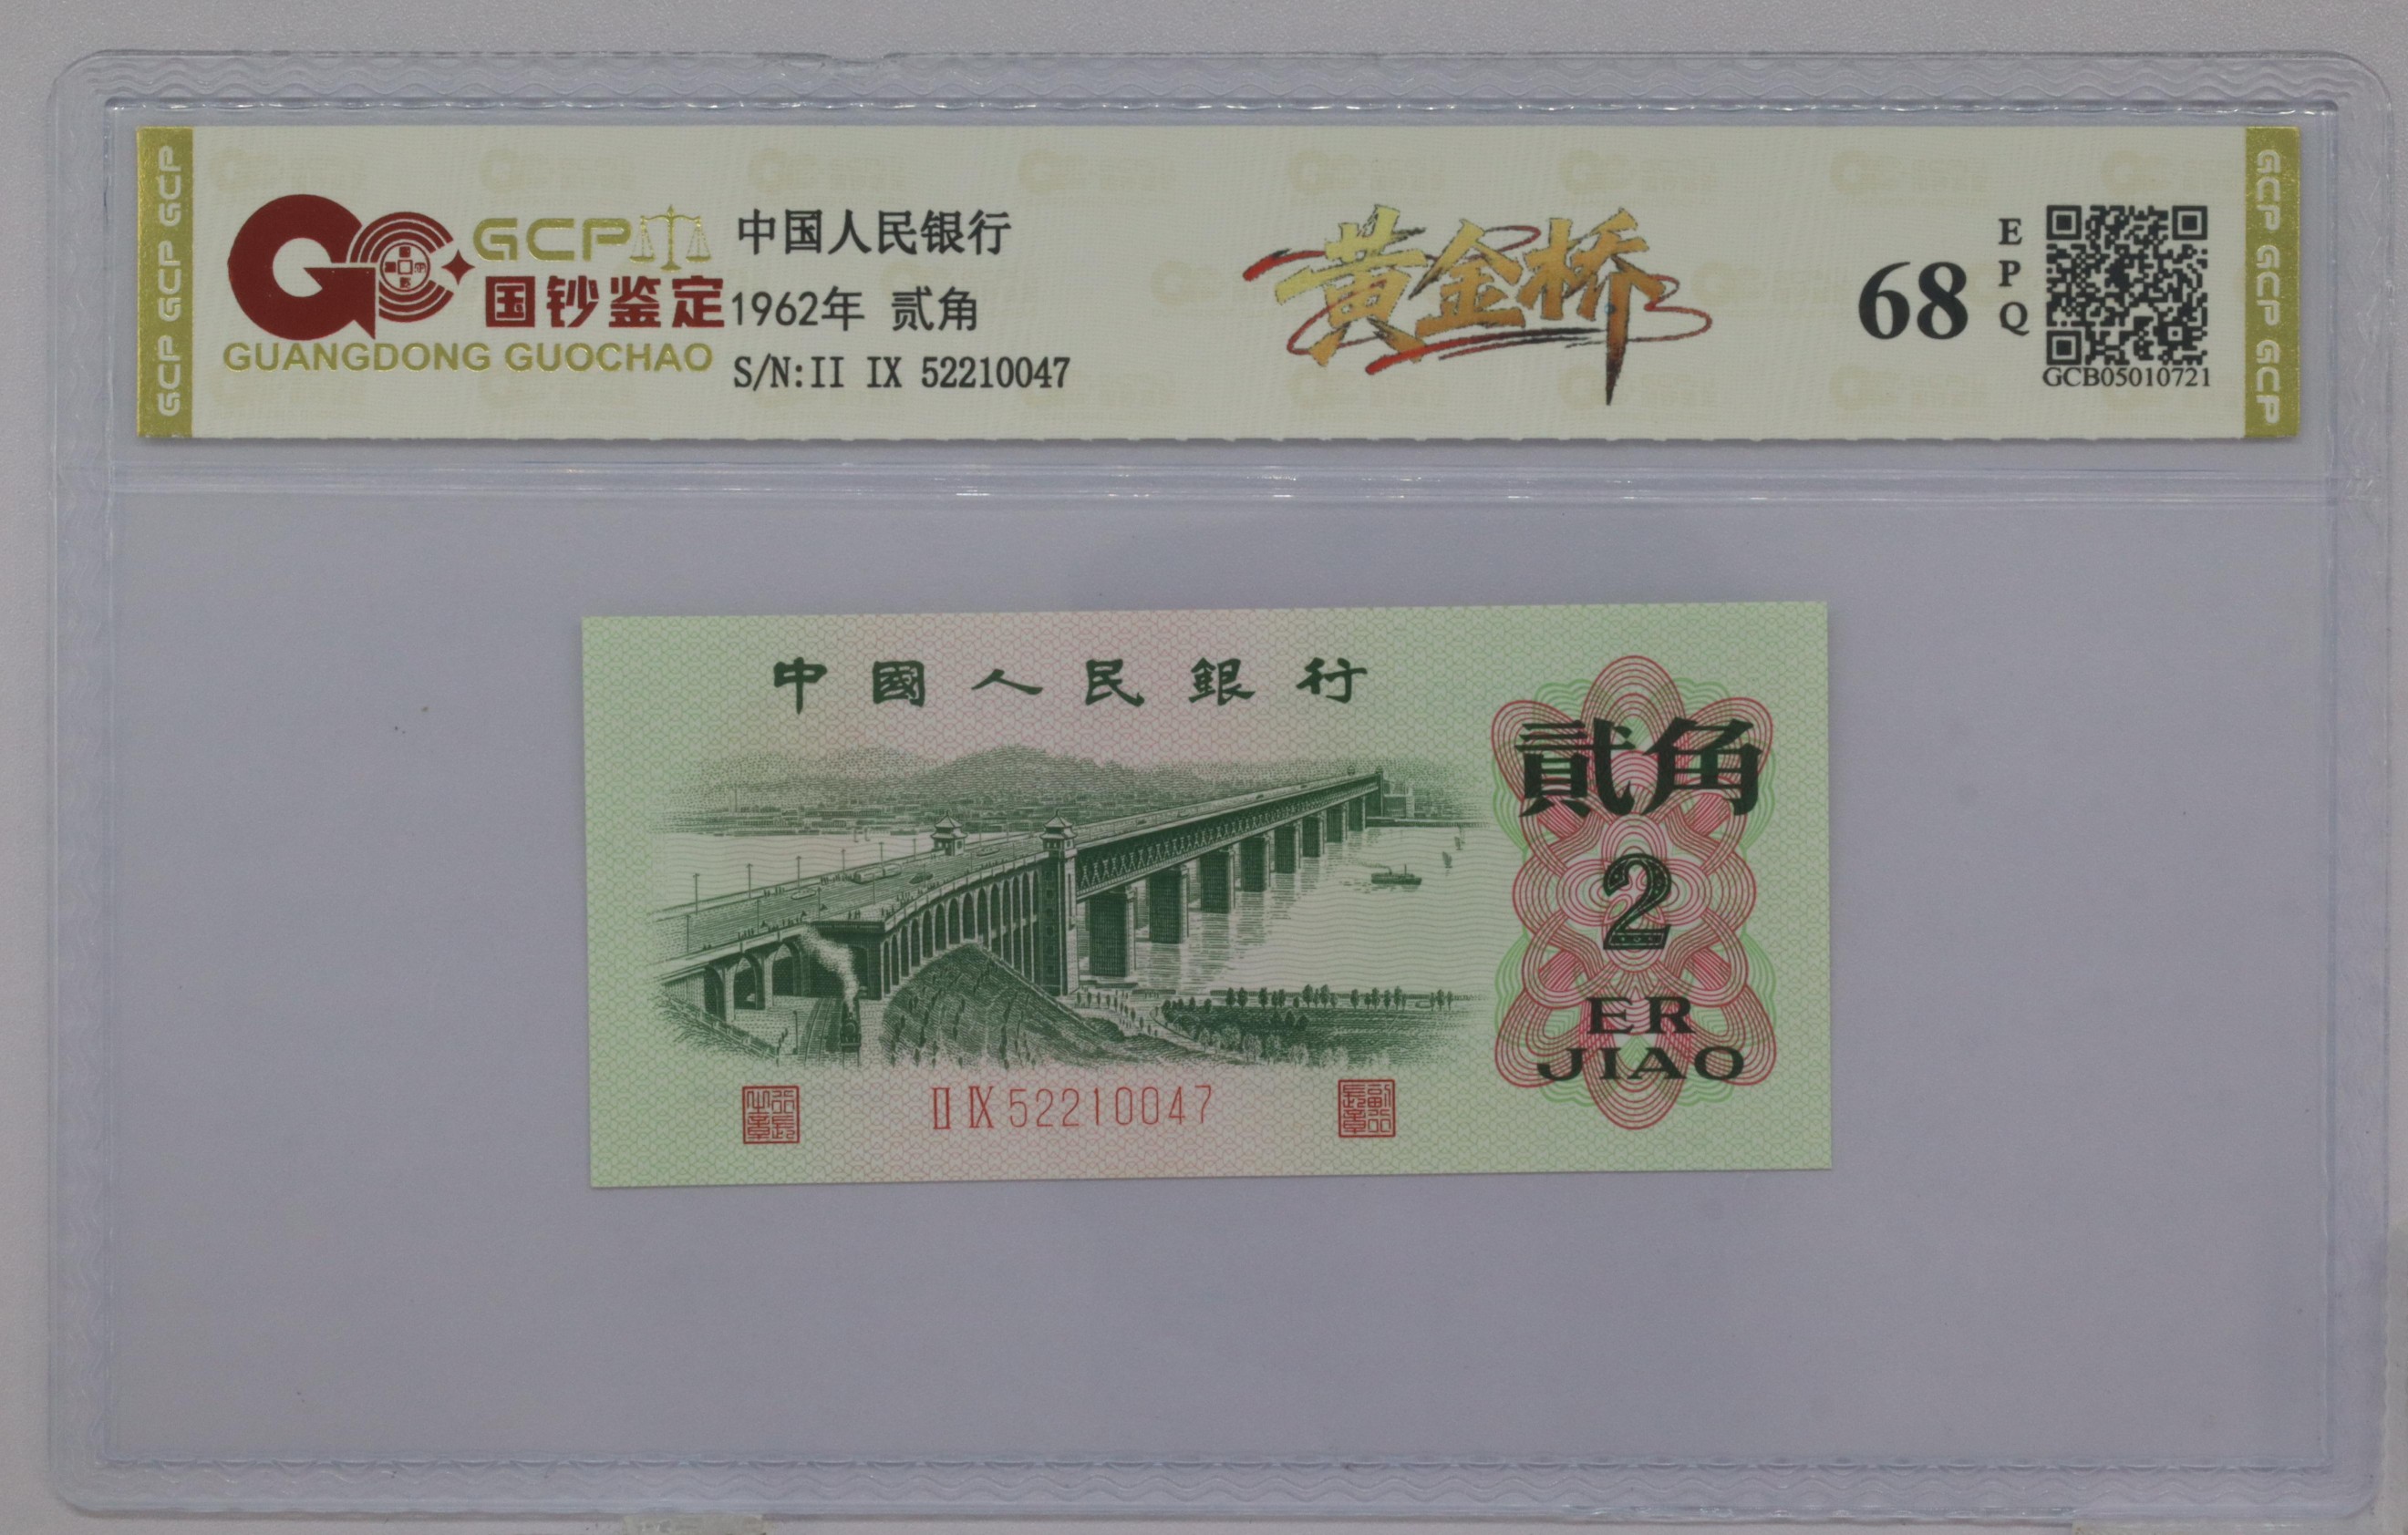 GCP GCP GCP
GCP
国钞鉴定
GUANGDONG GUOCHAO
中国人民银行
1962年 贰角
S/N:II IX 52210047
黄金桥
68
EPQ
GCB05010721
GCP GCP GCP
中國人民銀行
貳角
2
ER
JIAO
II IX 52210047